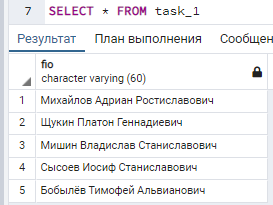 7 SELECT * FROM task_1
Результат План выполнения Сообщен
fio
character varying (60)
1 Михайлов Адриан Ростиславович
2 Щукин Платон Геннадиевич
3 Мишин Владислав Станиславович
4 Сысоев Иосиф Станиславович
5 Бобылёв Тимофей Альвианович